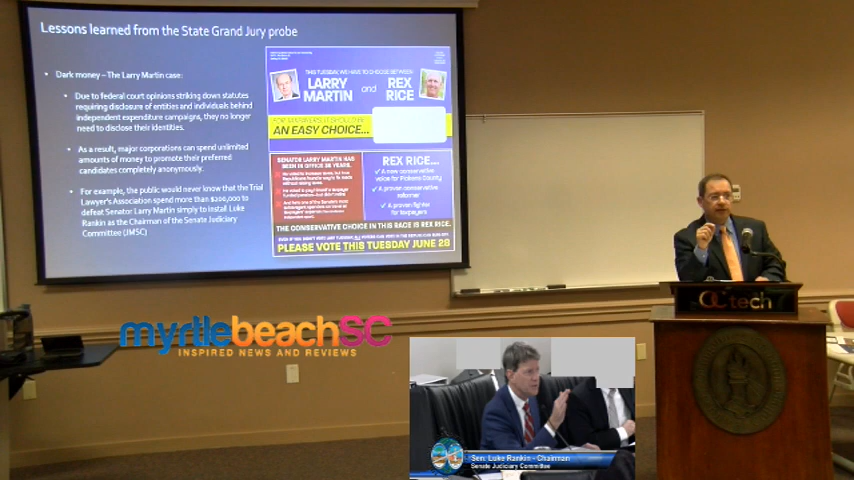 Lessons learned from the State Grand Jury probe
Dark money – The Larry Martin case:
Due to federal court opinions striking down statutes
requiring disclosure of entities and individuals behind
independent expenditure campaigns, they no longer
need to disclose their identities.
As a result, major corporations can spend unlimited
amounts of money to promote their preferred
candidates completely anonymously.
For example, the public would never know that the Trial
Lawyer's Association spend more than $200,000 to
defeat Senator Larry Martin simply to install Luke
Rankin as the Chairman of the Senate Judiciary
Committee (JMSC)
THIS TUESDAY, WE HAVE TO CHOOSE BETWEEN
LARRY
MARTIN
and
REX
RICE
AN EASY CHOICE...
SENATOR LARRY MARTIN HAS
BEEN IN OFFICE 36 YEARS.
REX RICE...
✓ A new conservative
voice for Pickens County
✓ A proven conservative
reformer
✓ A proven fighter
for taxpayers
THE CONSERVATIVE CHOICE IN THIS RACE IS REX RICE.
PLEASE VOTE THIS TUESDAY JUNE 28
OCtech
myrtlebeachSC
INSPIRED NEWS AND REVIEWS
Sen. Luke Rankin - Chairman
Senate Judiciary Committee